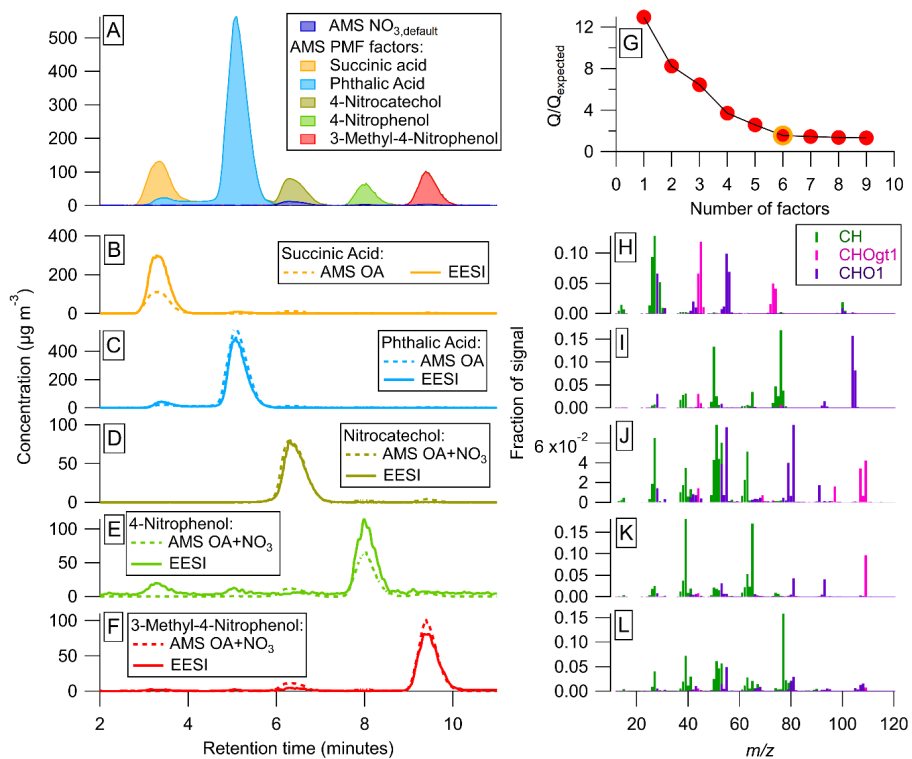 A
AMS NO3,default
AMS PMF factors:
Succinic acid
Phthalic Acid
4-Nitrocatechol
4-Nitrophenol
3-Methyl-4-Nitrophenol
500
400
300
200
100
0
B
Succinic Acid:
AMS OA
EESI
400
200
0
C
Phthalic Acid:
AMS OA
EESI
400
200
0
D
Nitrocatechol:
AMS OA+NO3
EESI
100
50
0
E
4-Nitrophenol:
AMS OA+NO3
EESI
100
50
0
F
3-Methyl-4-Nitrophenol:
AMS OA+NO3
EESI
100
50
0
2 4 6 8 10
Retention time (minutes)
Concentration (µg m-3)
G
Q/Qexpected
12
8
4
0
0 1 2 3 4 5 6 7 8 9 10
Number of factors
CH
CHOgt1
CHO1
H
0.10
0.05
0.00
I
0.15
0.10
0.05
0.00
J
6 x10-2
4
2
0
K
0.15
0.10
0.05
0.00
L
0.15
0.10
0.05
0.00
20 40 60 80 100 120
m/z
Fraction of signal